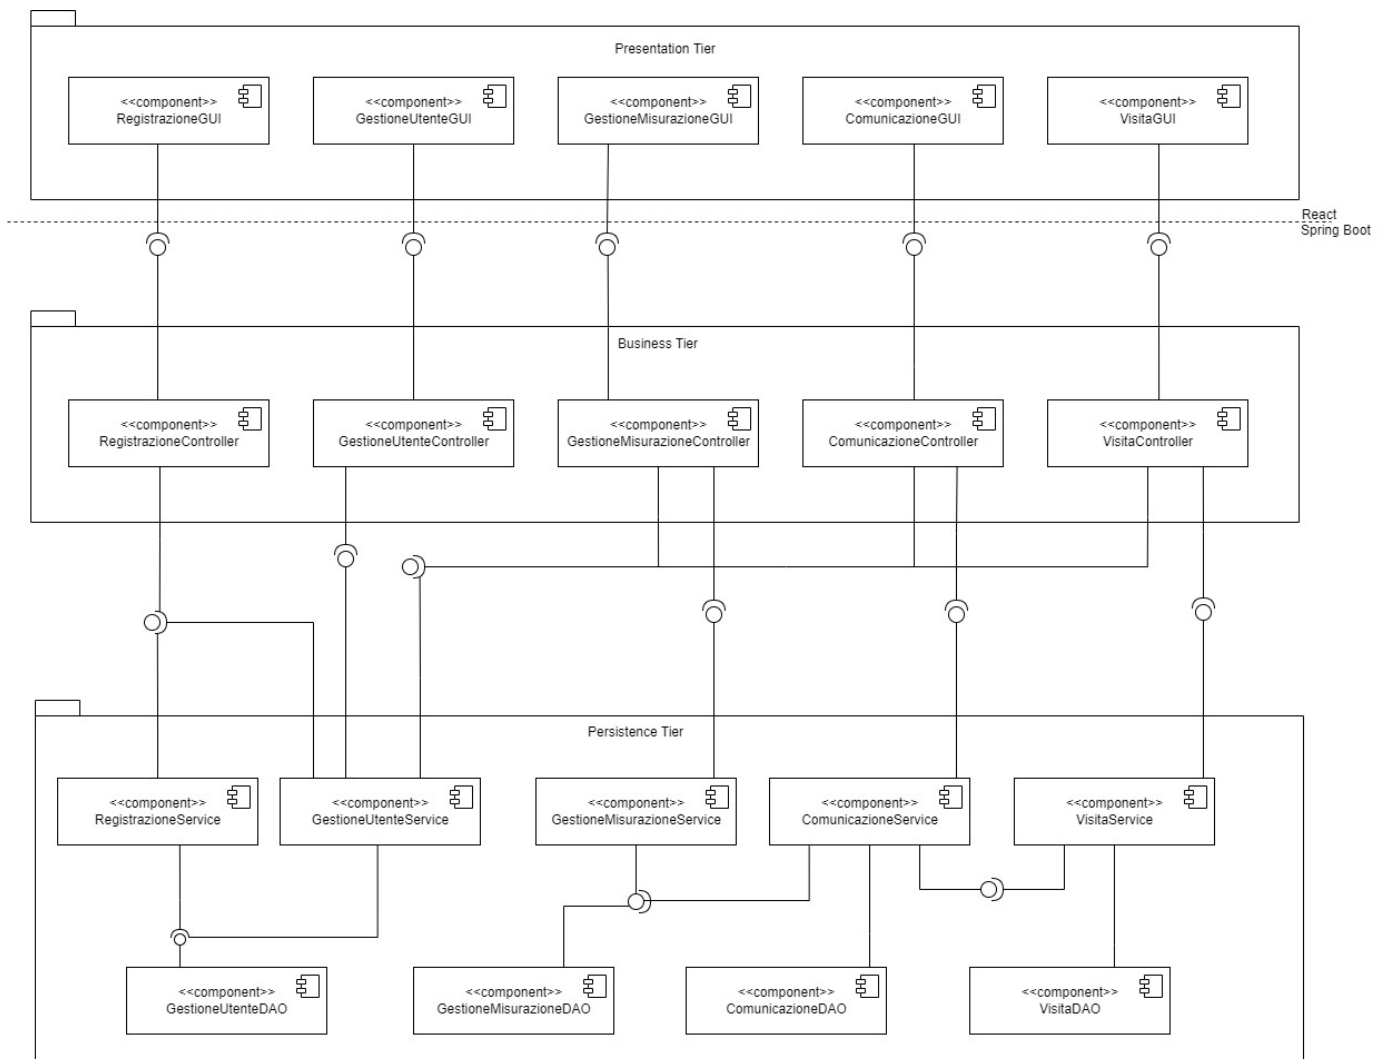 Presentation Tier
<<component>>
RegistrazioneGUI
<<component>>
GestioneUtenteGUI
<<component>>
GestioneMisurazioneGUI
<<component>>
ComunicazioneGUI
<<component>>
VisitaGUI
React
Spring Boot
Business Tier
<<component>>
RegistrazioneController
<<component>>
GestioneUtenteController
<<component>>
GestioneMisurazioneController
<<component>>
ComunicazioneController
<<component>>
VisitaController
Persistence Tier
<<component>>
RegistrazioneService
<<component>>
GestioneUtenteService
<<component>>
GestioneMisurazioneService
<<component>>
ComunicazioneService
<<component>>
VisitaService
<<component>>
GestioneUtenteDAO
<<component>>
GestioneMisurazioneDAO
<<component>>
ComunicazioneDAO
<<component>>
VisitaDAO